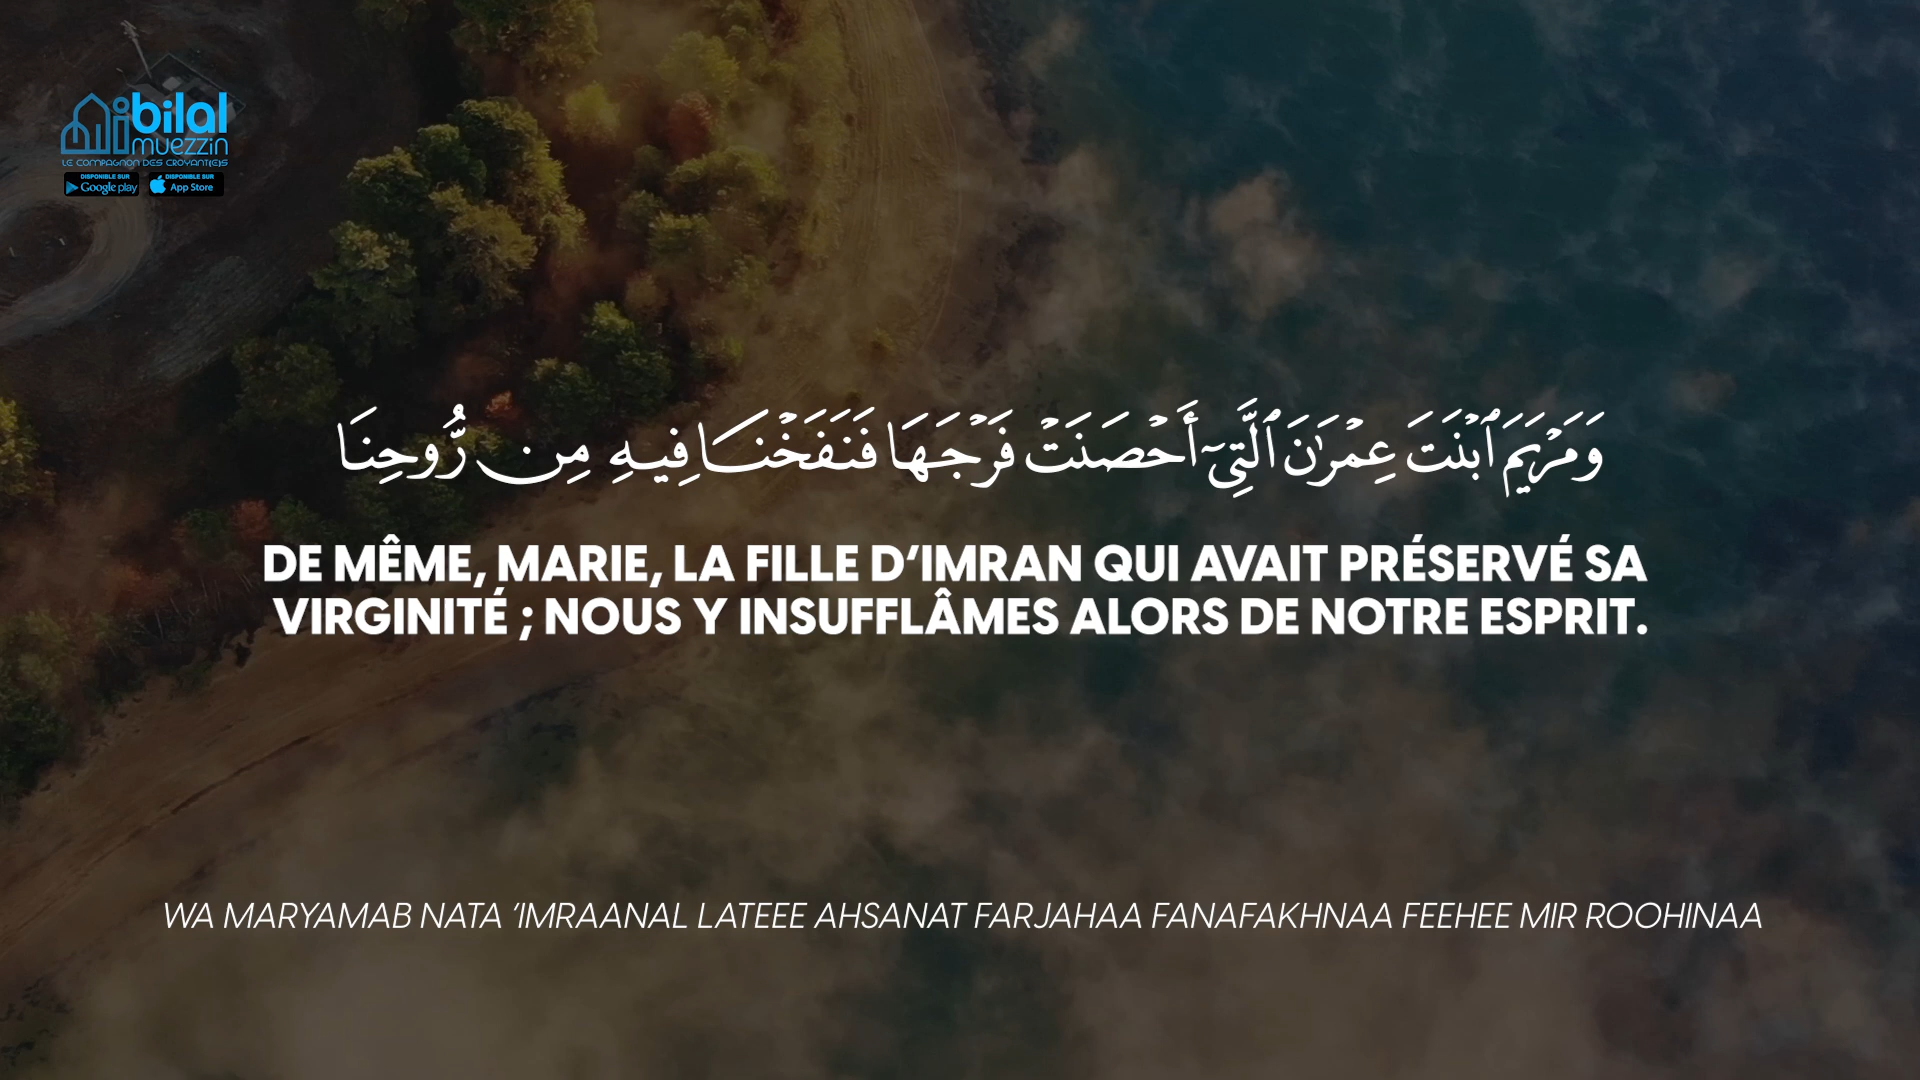 bilal
muezzin
LE COMPAGNON DES CROYANT(E)S
DISPONIBLE SUR
Google play
DISPONIBLE SUR
App Store
وَمَرْيَمَ ٱبْنَتَ عِمْرَٰنَ ٱلَّتِىٓ أَحْصَنَتْ فَرْجَهَا فَنَفَخْنَا فِيهِ مِن رُّوحِنَا
DE MÊME, MARIE, LA FILLE D‘IMRAN QUI AVAIT PRÉSERVÉ SA
VIRGINITÉ ; NOUS Y INSUFFLÂMES ALORS DE NOTRE ESPRIT.
WA MARYAMAB NATA ‘IMRAANAL LATEEE AHSANAT FARJAHAA FANAFAKHNAA FEEHEE MIR ROOHINAA